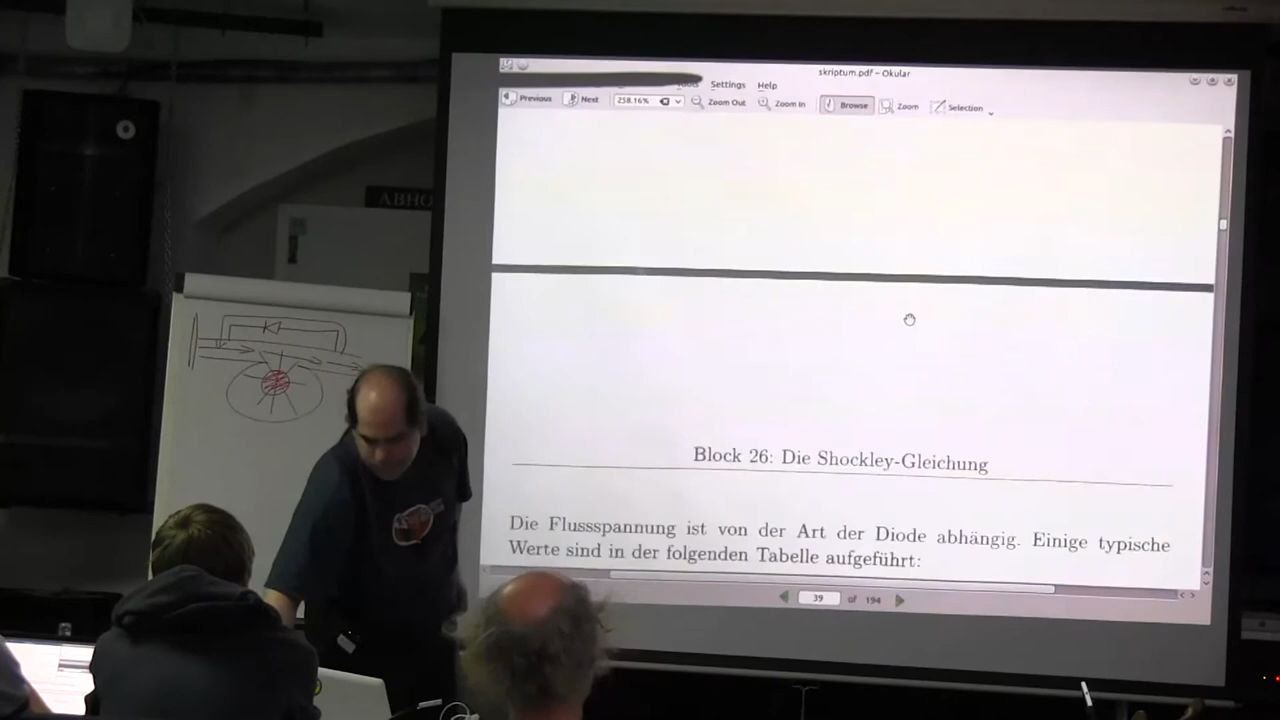 skriptum.pdf – Okular
Settings Help
Previous Next 258.16% Zoom Out Zoom In Browse Zoom Selection
ABHO
Block 26: Die Shockley-Gleichung
Die Flussspannung ist von der Art der Diode abhängig. Einige typische
Werte sind in der folgenden Tabelle aufgeführt:
39 of 194